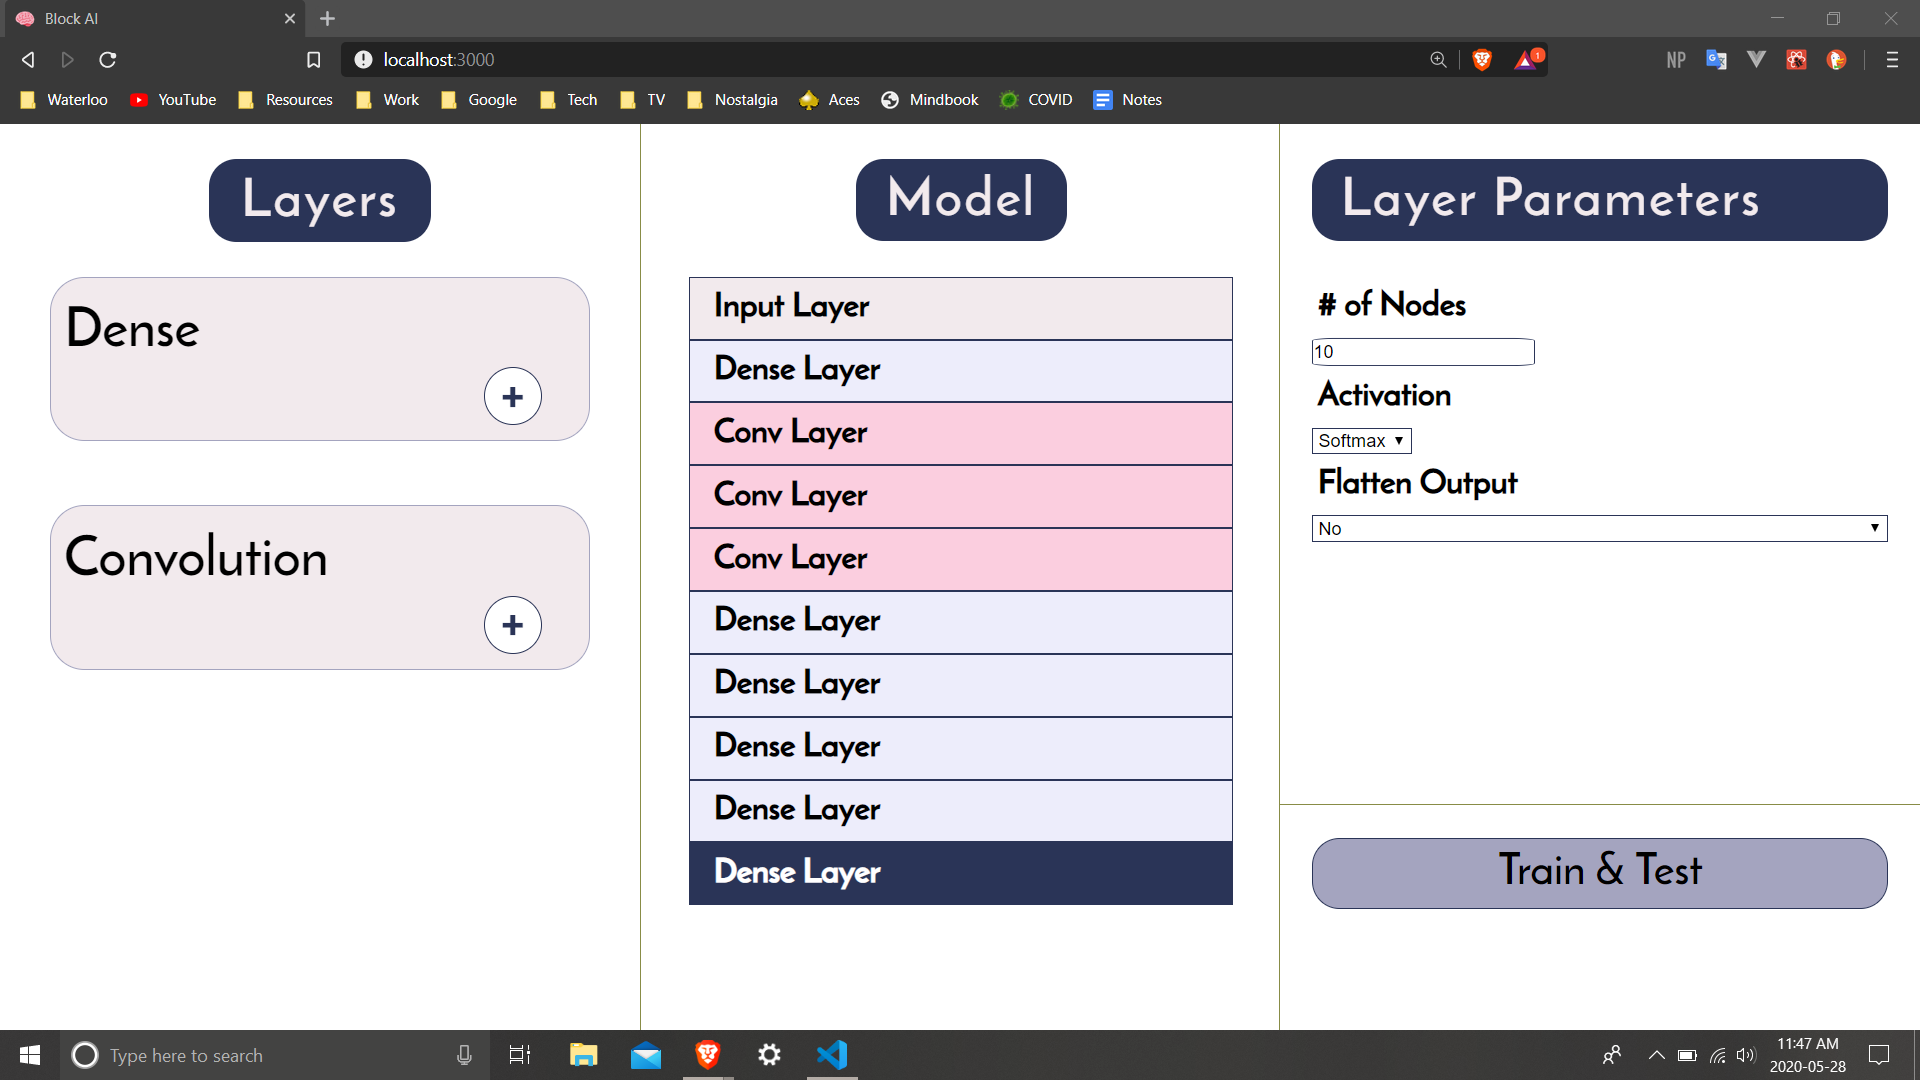 Block AI
localhost:3000
1
NP
Waterloo YouTube Resources Work Google Tech TV Nostalgia Aces Mindbook COVID Notes
Layers
Dense
+
Convolution
+
Model
Input Layer
Dense Layer
Conv Layer
Conv Layer
Conv Layer
Dense Layer
Dense Layer
Dense Layer
Dense Layer
Dense Layer
Layer Parameters
# of Nodes
10
Activation
Softmax
Flatten Output
No
Train & Test
Type here to search
11:47 AM
2020-05-28